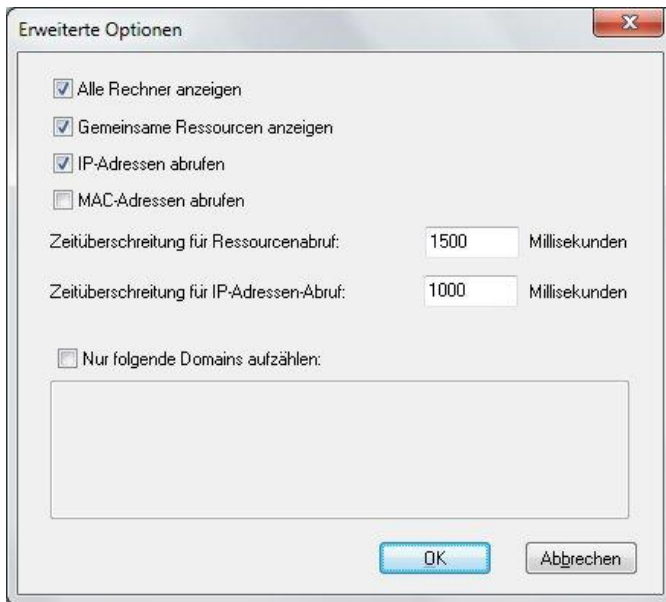 Erweiterte Optionen
Alle Rechner anzeigen
Gemeinsame Ressourcen anzeigen
IP-Adressen abrufen
MAC-Adressen abrufen
Zeitüberschreitung für Ressourcenabruf: 1500 Millisekunden
Zeitüberschreitung für IP-Adressen-Abruf: 1000 Millisekunden
Nur folgende Domains aufzählen:
OK Abbrechen